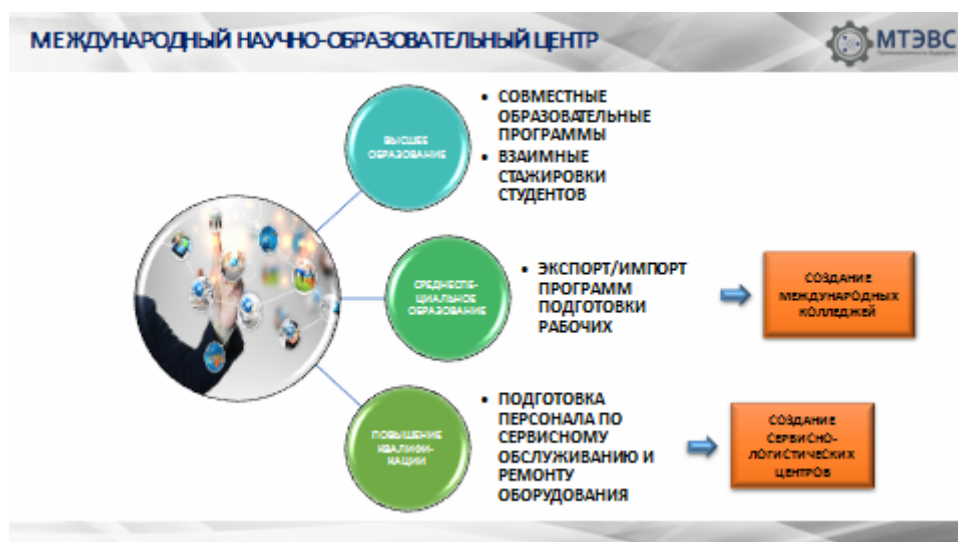 МЕЖДУНАРОДНЫЙ НАУЧНО-ОБРАЗОВАТЕЛЬНЫЙ ЦЕНТР
МТЭВС
ВЫСШЕЕ
ОБРАЗОВАНИЕ
• СОВМЕСТНЫЕ
ОБРАЗОВАТЕЛЬНЫЕ
ПРОГРАММЫ
• ВЗАИМНЫЕ
СТАЖИРОВКИ
СТУДЕНТОВ
СРЕДНЕСПЕ-
ЦИАЛЬНОЕ
ОБРАЗОВАНИЕ
• ЭКСПОРТ/ИМПОРТ
ПРОГРАММ
ПОДГОТОВКИ
РАБОЧИХ
СОЗДАНИЕ
МЕЖДУНАРОДНЫХ
КОЛЛЕДЖЕЙ
ПОВЫШЕНИЕ
КВАЛИФИ-
КАЦИИ
• ПОДГОТОВКА
ПЕРСОНАЛА ПО
СЕРВИСНОМУ
ОБСЛУЖИВАНИЮ И
РЕМОНТУ
ОБОРУДОВАНИЯ
СОЗДАНИЕ
СЕРВИСНО-
ЛОГИСТИЧЕСКИХ
ЦЕНТРОВ